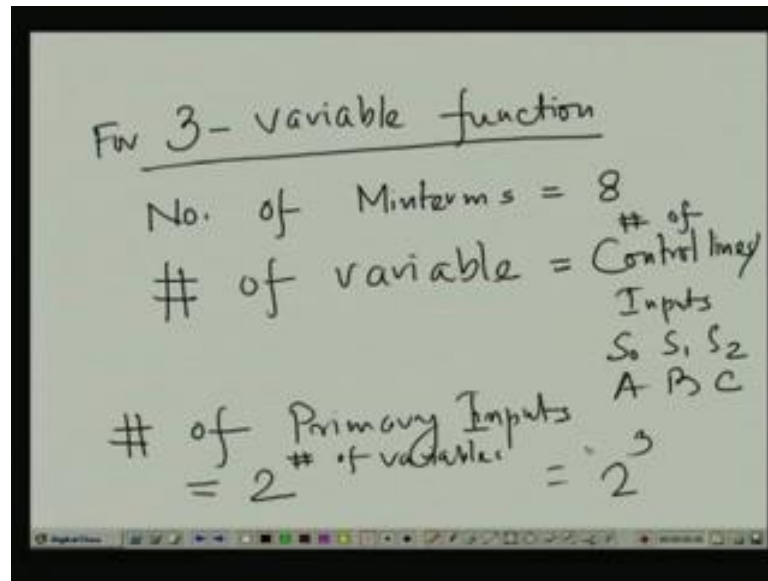 For 3-variable function
No. of Minterms = 8
# of variable = # of Control lines
Inputs
S0 S1 S2
A B C
# of Primary Inputs
= 2^# of variables = 2^3